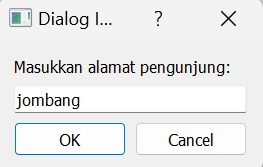 Dialog I... ?
Masukkan alamat pengunjung:
jombang
OK Cancel